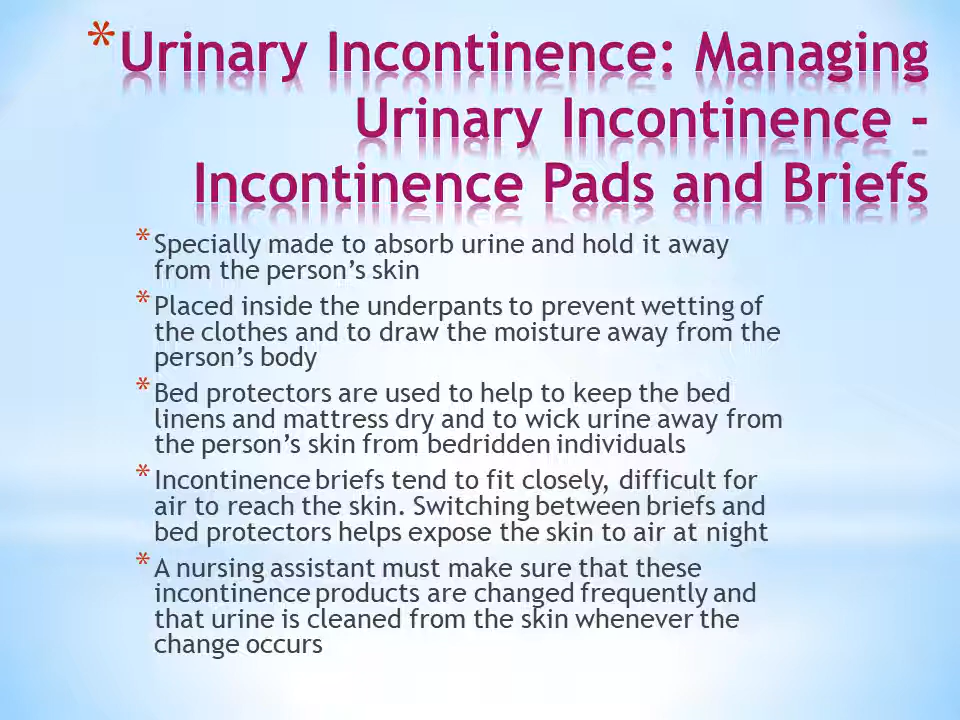 *Urinary Incontinence: Managing
Urinary Incontinence -
Incontinence Pads and Briefs
* Specially made to absorb urine and hold it away
from the person’s skin
* Placed inside the underpants to prevent wetting of
the clothes and to draw the moisture away from the
person’s body
* Bed protectors are used to help to keep the bed
linens and mattress dry and to wick urine away from
the person’s skin from bedridden individuals
* Incontinence briefs tend to fit closely, difficult for
air to reach the skin. Switching between briefs and
bed protectors helps expose the skin to air at night
* A nursing assistant must make sure that these
incontinence products are changed frequently and
that urine is cleaned from the skin whenever the
change occurs